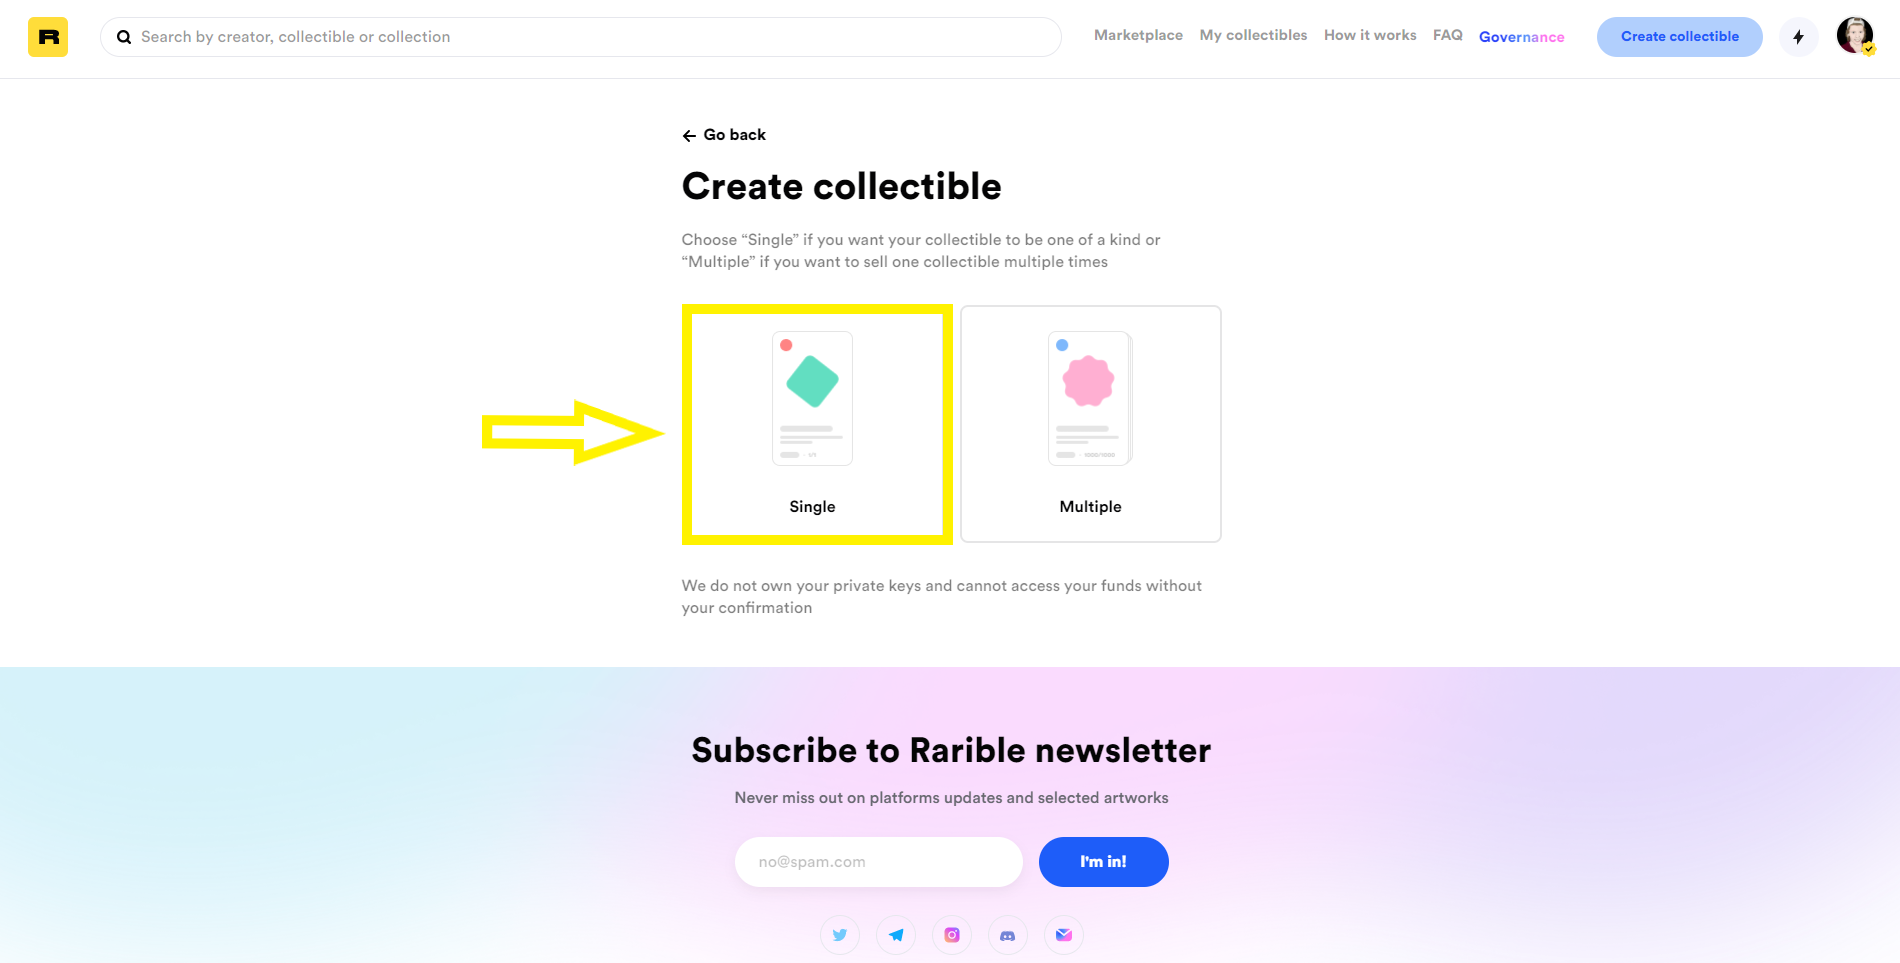 R
Search by creator, collectible or collection
Marketplace
My collectibles
How it works
FAQ
Governance
Create collectible
Go back
Create collectible
Choose “Single” if you want your collectible to be one of a kind or
“Multiple” if you want to sell one collectible multiple times
1/1
1000/1000
Single
Multiple
We do not own your private keys and cannot access your funds without
your confirmation
Subscribe to Rarible newsletter
Never miss out on platforms updates and selected artworks
no@spam.com
I'm in!